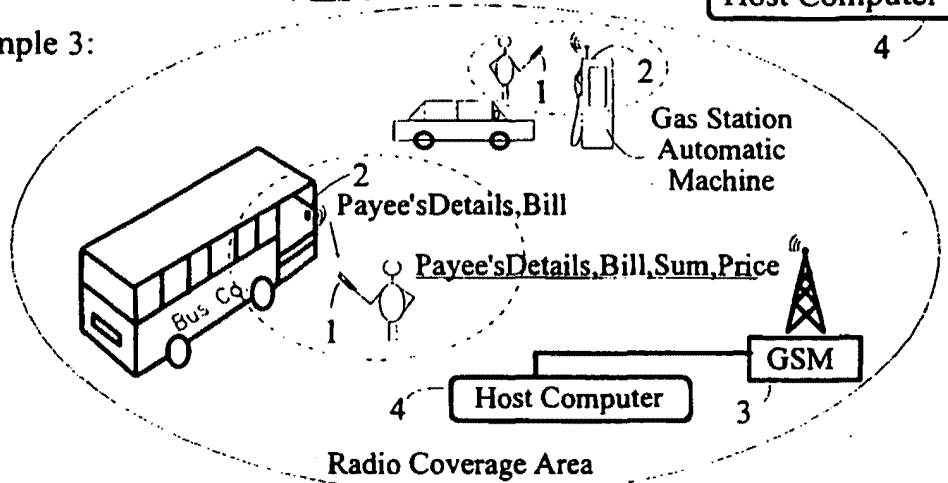 Host Computer
4
mple 3:
1
2
Gas Station
Automatic
Machine
2
Payee'sDetails,Bill
Payee'sDetails,Bill,Sum,Price
Bus Co.
1
GSM
4
Host Computer
3
Radio Coverage Area